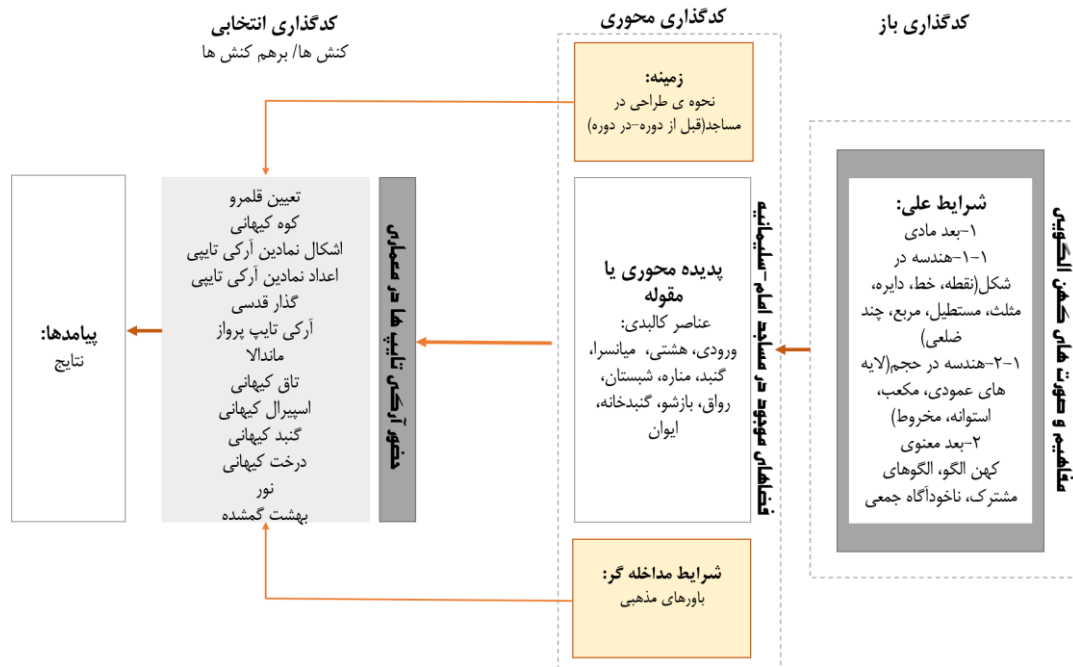 کدگذاری باز
کدگذاری محوری
کدگذاری انتخابی
کنش ها/ برهم کنش ها
مفاهیم و صورت های کهن الگویی
شرایط علی:
۱-بعد مادی
۱-۱-هندسه در
شکل(نقطه، خط، دایره،
مثلث، مستطیل، مربع، چند
ضلعی)
۱-۲-هندسه در حجم(لایه
های عمودی، مکعب،
استوانه، مخروط)
۲-بعد معنوی
کهن الگو، الگوهای
مشترک، ناخودآگاه جمعی
فضاهای موجود در مساجد امام-سلیمانیه
زمینه:
نحوه ی طراحی در
مساجد(قبل از دوره-در دوره)
پدیده محوری یا
مقوله
عناصر کالبدی:
ورودی، هشتی، میانسرا،
گنبد، مناره، شبستان،
رواق، بازشو، گنبدخانه،
ایوان
شرایط مداخله گر:
باورهای مذهبی
حضور آرکی تایپ ها در معماری
تعیین قلمرو
کوه کیهانی
اشکال نمادین آرکی تایپی
اعداد نمادین آرکی تایپی
گذار قدسی
آرکی تایپ پرواز
ماندالا
تاق کیهانی
اسپیرال کیهانی
گنبد کیهانی
درخت کیهانی
نور
بهشت گمشده
پیامدها:
نتایج